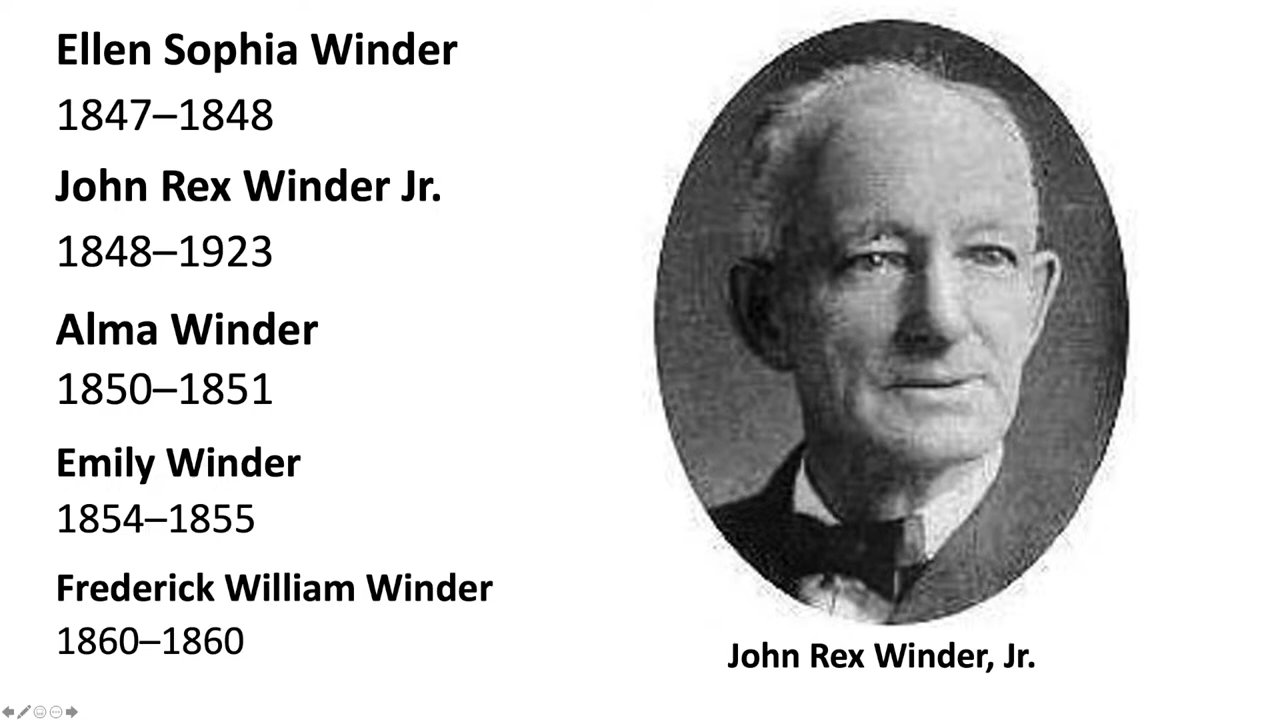 Ellen Sophia Winder
1847–1848
John Rex Winder Jr.
1848–1923
Alma Winder
1850–1851
Emily Winder
1854–1855
Frederick William Winder
1860–1860
John Rex Winder, Jr.